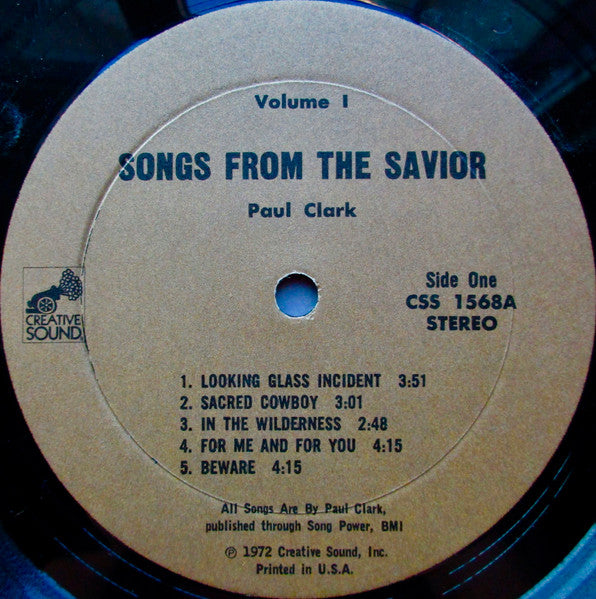 Volume I
SONGS FROM THE SAVIOR
Paul Clark
Side One
CSS 1568A
STEREO
CREATIVE
SOUND
1. LOOKING GLASS INCIDENT 3:51
2. SACRED COWBOY 3:01
3. IN THE WILDERNESS 2:48
4. FOR ME AND FOR YOU 4:15
5. BEWARE 4:15
All Songs Are By Paul Clark,
published through Song Power, BMI
℗ 1972 Creative Sound, Inc.
Printed in U.S.A.